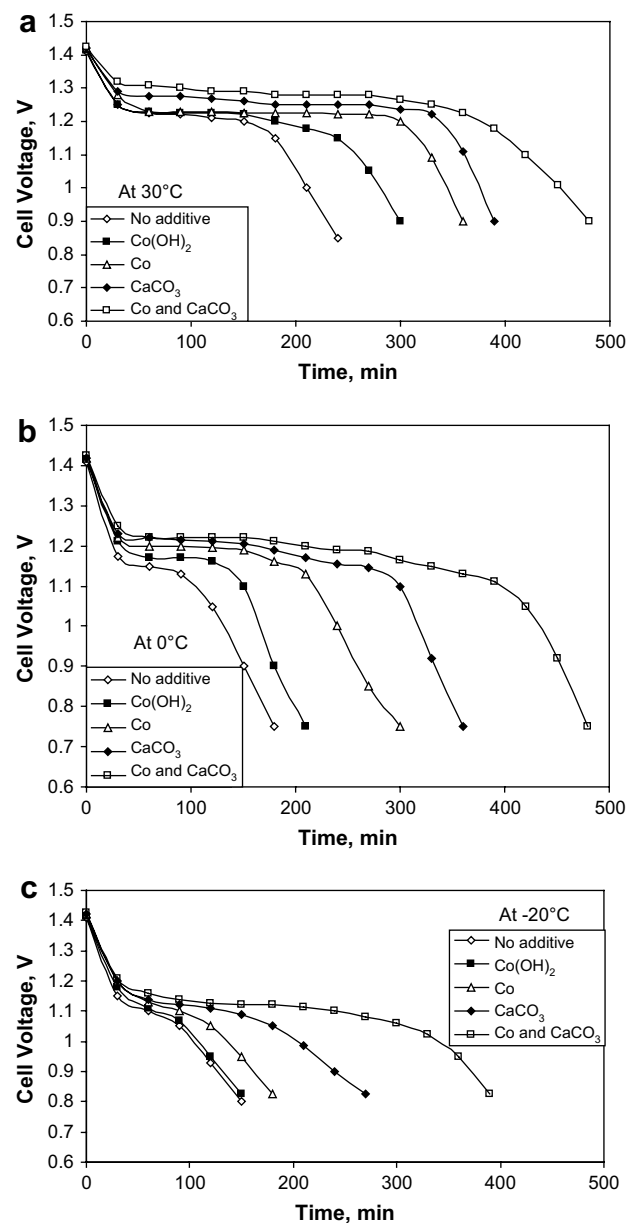 a
1.5
1.4
1.3
1.2
1.1
1
0.9
0.8
0.7
0.6
Cell Voltage, V
At 30°C
No additive
Co(OH)₂
Co
CaCO₃
Co and CaCO₃
0 100 200 300 400 500
Time, min
b
1.5
1.4
1.3
1.2
1.1
1
0.9
0.8
0.7
0.6
Cell Voltage, V
At 0°C
No additive
Co(OH)₂
Co
CaCO₃
Co and CaCO₃
0 100 200 300 400 500
Time, min
c
1.5
1.4
1.3
1.2
1.1
1
0.9
0.8
0.7
0.6
Cell Voltage, V
At -20°C
No additive
Co(OH)₂
Co
CaCO₃
Co and CaCO₃
0 100 200 300 400 500
Time, min